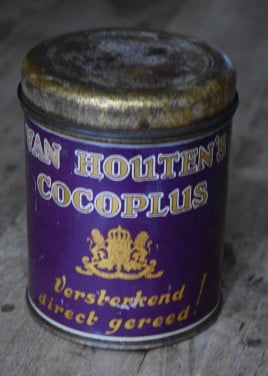 VAN HOUTEN'S
COCOPLUS
Versterkend
direct gereed!